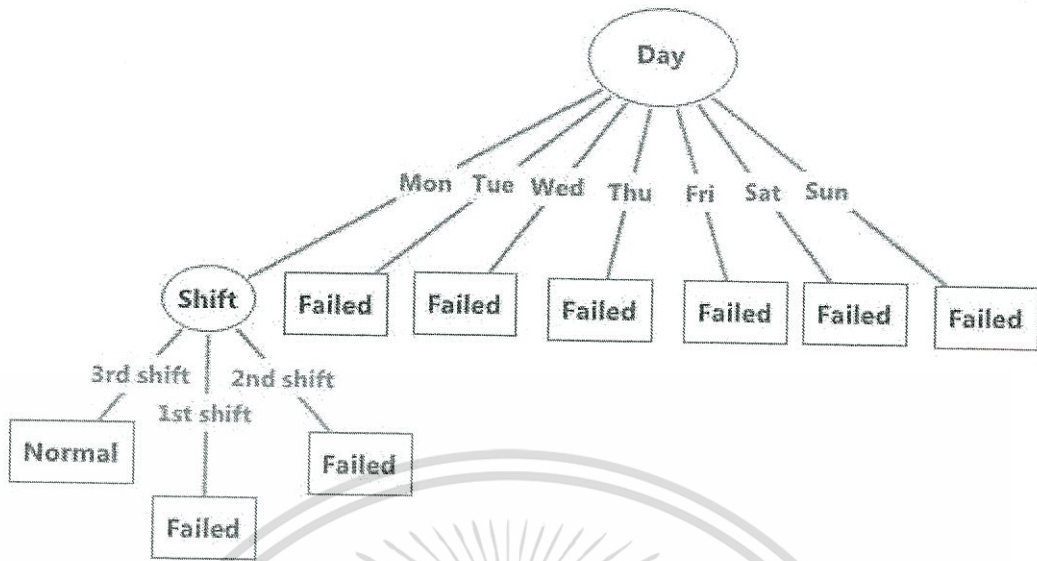 Day
Mon Tue Wed Thu Fri Sat Sun
Shift Failed Failed Failed Failed Failed Failed
3rd shift 2nd shift
1st shift
Normal Failed
Failed